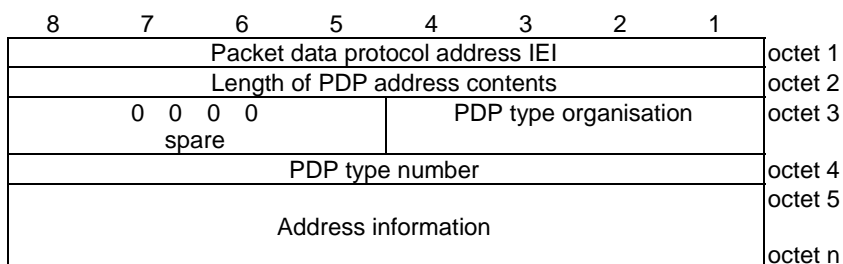 8 7 6 5 4 3 2 1
Packet data protocol address IEI octet 1
Length of PDP address contents octet 2
0 0 0 0 PDP type organisation octet 3
spare
PDP type number octet 4
octet 5
Address information
octet n